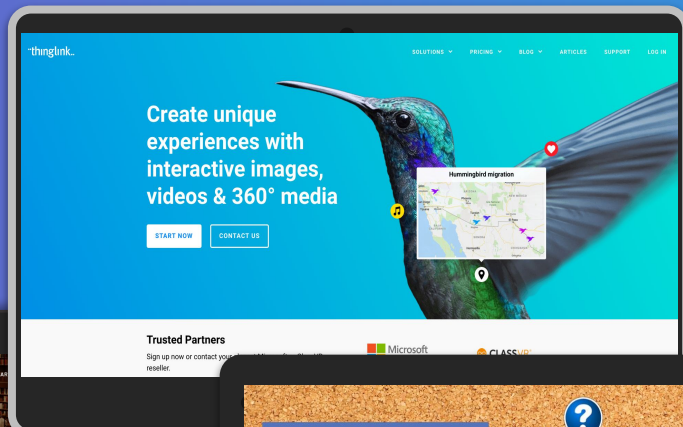 thinglink..
SOLUTIONS PRICING BLOG ARTICLES SUPPORT LOG IN
Create unique
experiences with
interactive images,
videos & 360° media
START NOW CONTACT US
Hummingbird migration
Trusted Partners
Sign up now or contact your
reseller.
Microsoft
CLASSVR
?